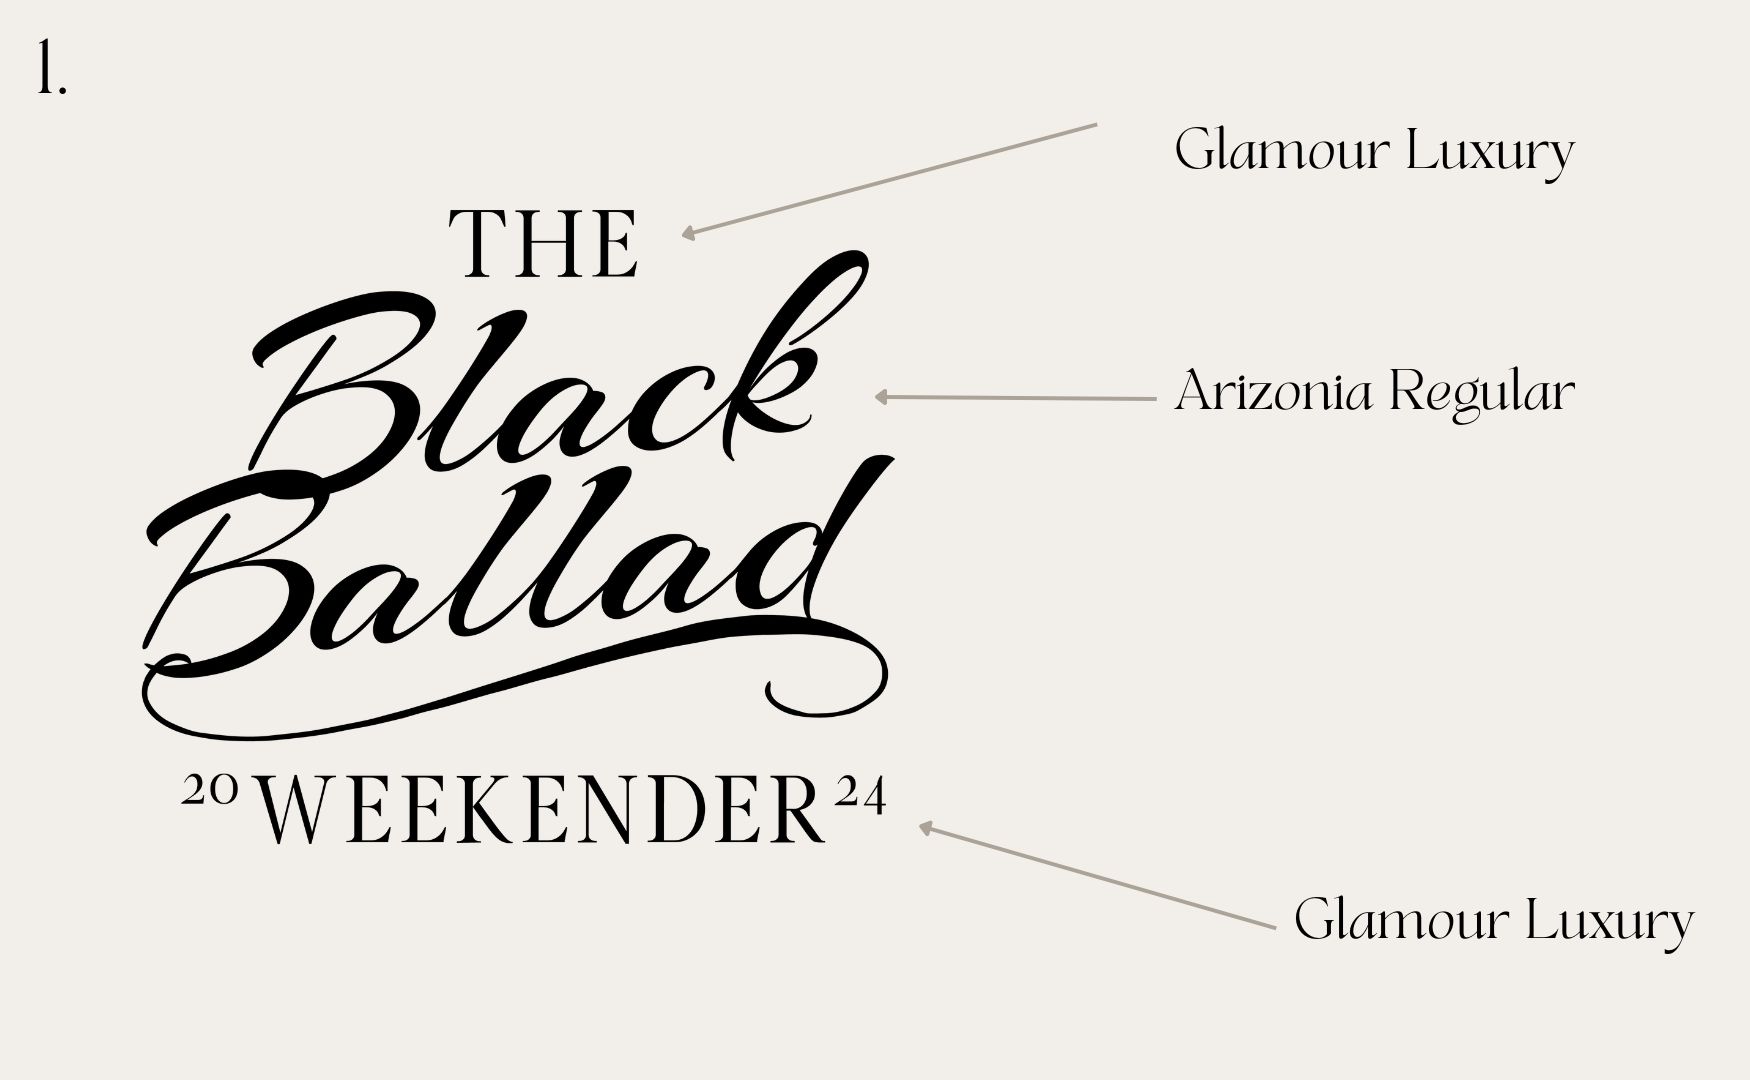 1.
Glamour Luxury
THE
Black
Arizonia Regular
Ballad
20 WEEKENDER 24
Glamour Luxury